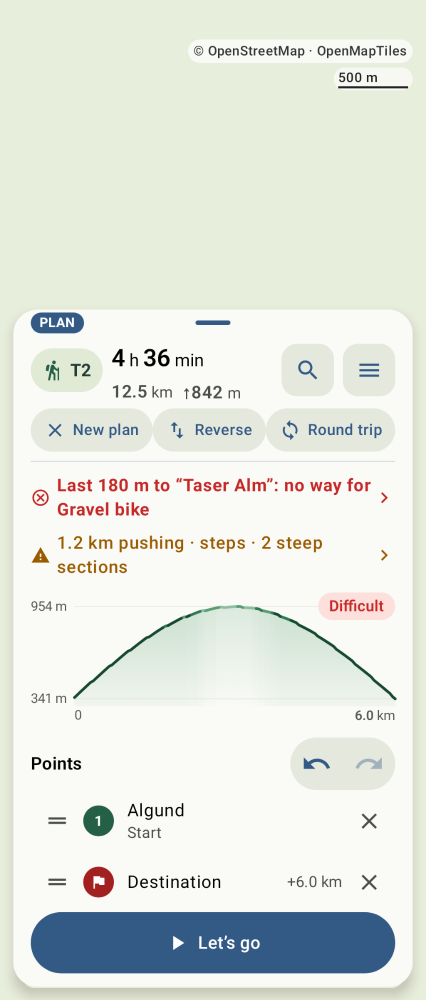 © OpenStreetMap · OpenMapTiles
500 m
PLAN
T2
4 h 36 min
12.5 km ↑842 m
New plan
Reverse
Round trip
Last 180 m to “Taser Alm”: no way for
Gravel bike
1.2 km pushing · steps · 2 steep
sections
954 m
Difficult
341 m
0
6.0 km
Points
1
Algund
Start
Destination
+6.0 km
Let’s go